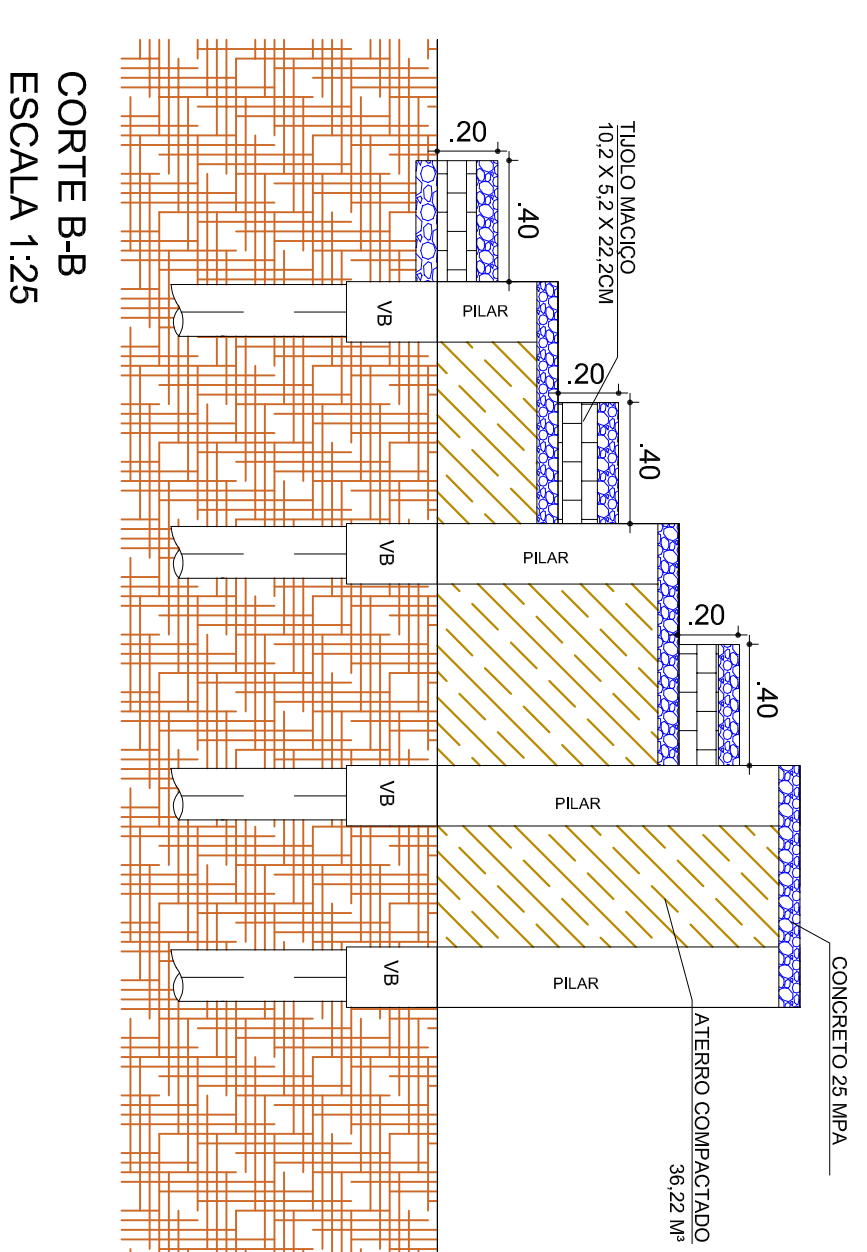 CONCRETO 25 MPA
ATERRO COMPACTADO
36,22 M³
TIJOLO MACIÇO
10,2 X 5,2 X 22,2CM
.20
.40
.20
.40
.20
.40
PILAR
PILAR
PILAR
PILAR
VB
VB
VB
VB
CORTE B-B
ESCALA 1:25